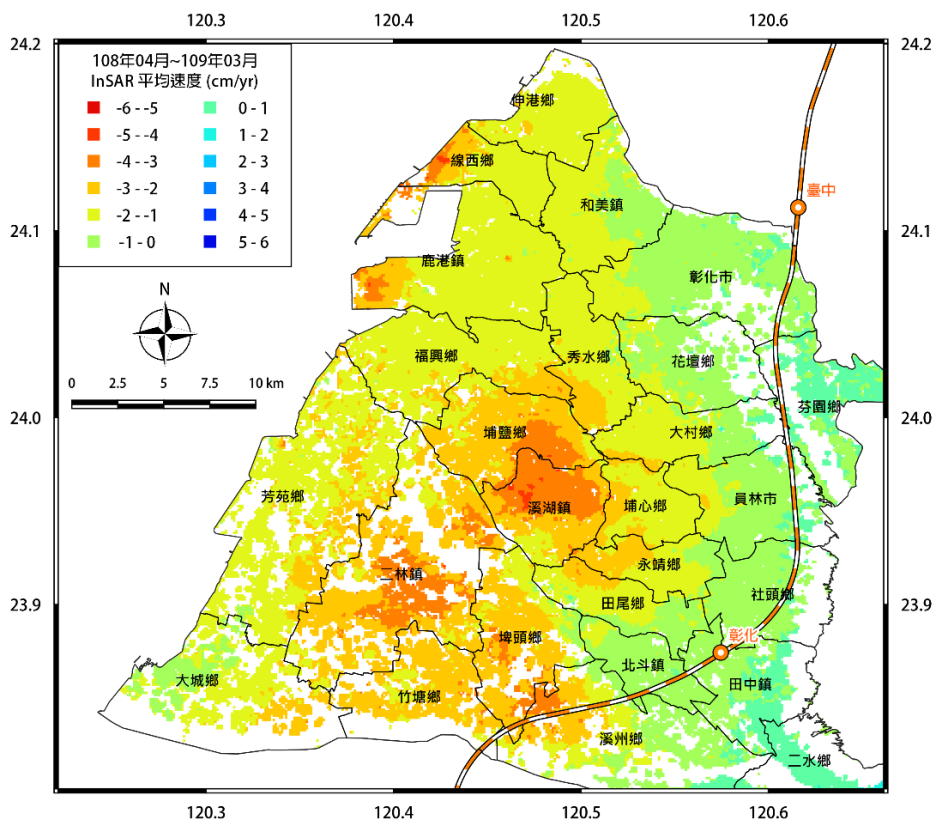 120.3 120.4 120.5 120.6
24.2 24.2
108年04月~109年03月
InSAR 平均速度 (cm/yr)
-6 --5 0 - 1
-5 --4 1 - 2
-4 --3 2 - 3
-3 --2 3 - 4
-2 --1 4 - 5
-1 - 0 5 - 6
伸港鄉
線西鄉
和美鎮
臺中
24.1 24.1
鹿港鎮
彰化市
N
福興鄉
秀水鄉
花壇鄉
0 2.5 5 7.5 10 km
芬園鄉
24.0 24.0
埔鹽鄉
大村鄉
芳苑鄉
溪湖鎮
埔心鄉
員林市
永靖鄉
二林鎮
社頭鄉
23.9 23.9
田尾鄉
埤頭鄉
彰化
北斗鎮
大城鄉
田中鎮
竹塘鄉
溪州鄉
二水鄉
120.3 120.4 120.5 120.6